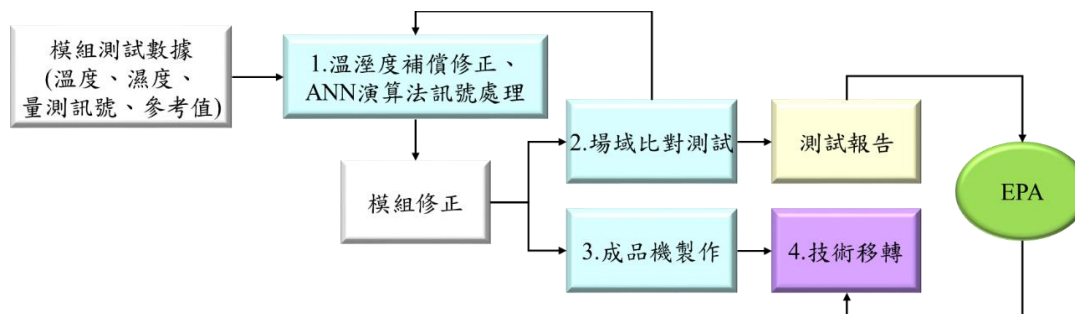 模組測試數據
(溫度、濕度、
量測訊號、參考值)
1.溫溼度補償修正、
ANN演算法訊號處理
模組修正
2.場域比對測試
測試報告
3.成品機製作
4.技術移轉
EPA